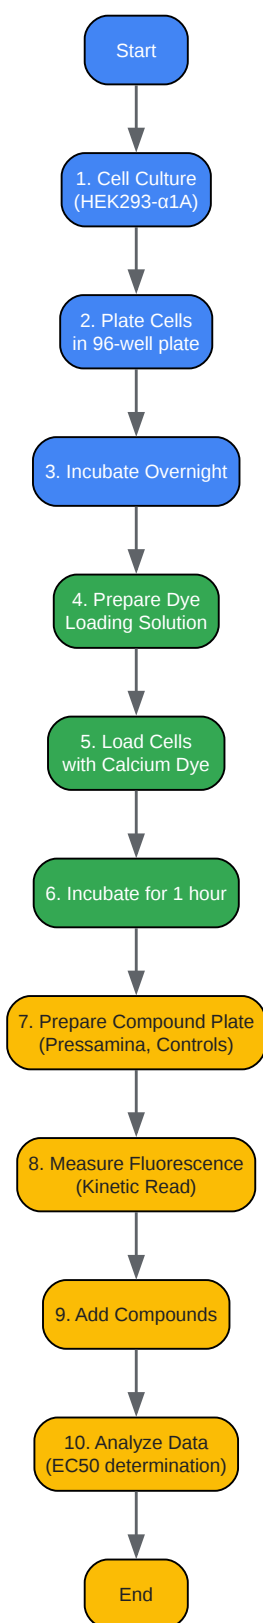 Start
1. Cell Culture
(HEK293-α1A)
2. Plate Cells
in 96-well plate
3. Incubate Overnight
4. Prepare Dye
Loading Solution
5. Load Cells
with Calcium Dye
6. Incubate for 1 hour
7. Prepare Compound Plate
(Pressamina, Controls)
8. Measure Fluorescence
(Kinetic Read)
9. Add Compounds
10. Analyze Data
(EC50 determination)
End